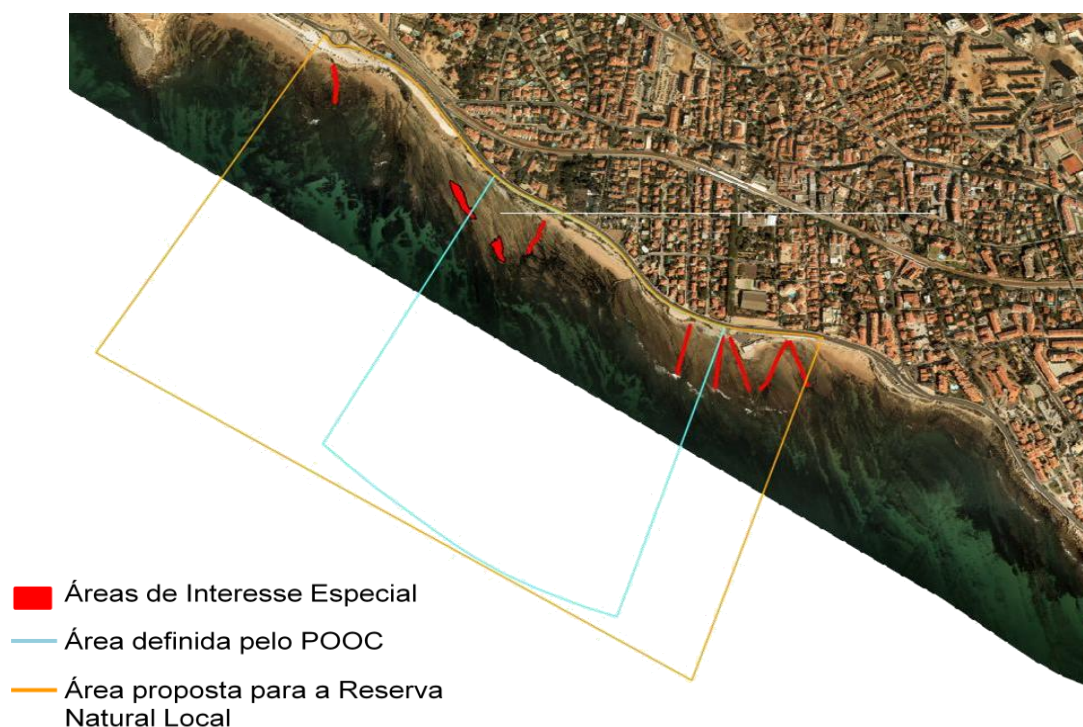 Áreas de Interesse Especial
Área definida pelo POOC
Área proposta para a Reserva
Natural Local